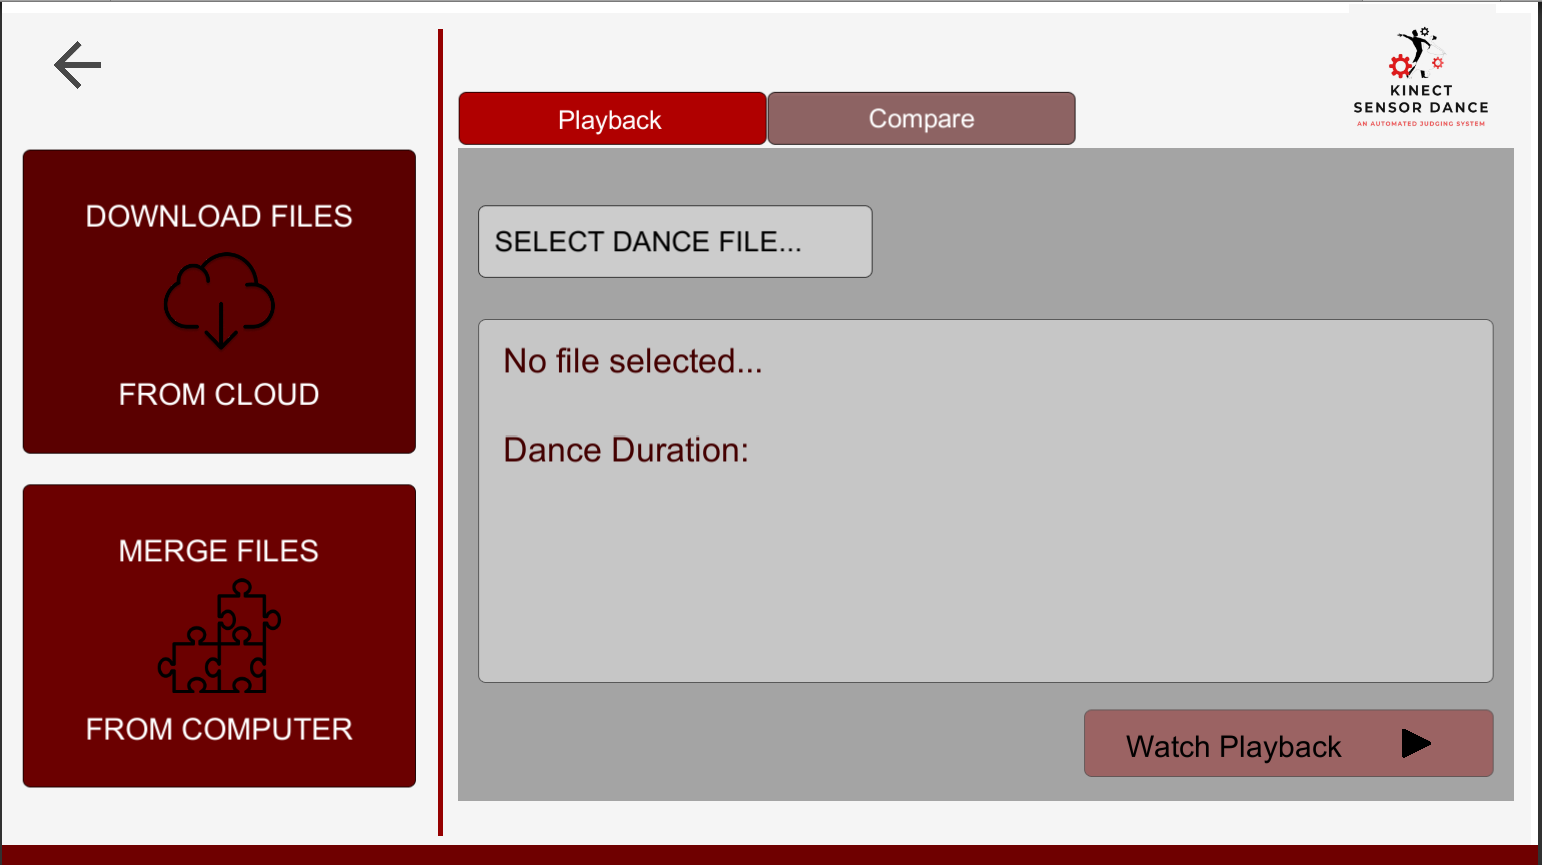 DOWNLOAD FILES
FROM CLOUD
MERGE FILES
FROM COMPUTER
Playback
Compare
KINECT
SENSOR DANCE
AN AUTOMATED JUDGING SYSTEM
SELECT DANCE FILE...
No file selected...
Dance Duration:
Watch Playback